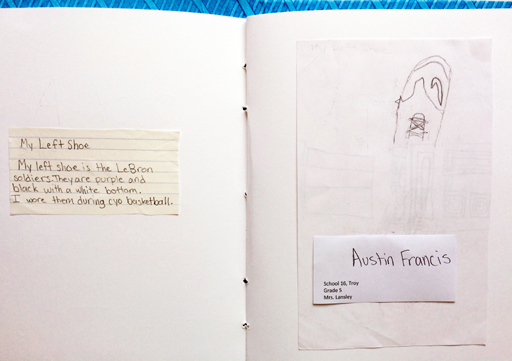 My Left Shoe
My left shoe is the LeBron
soldiers. They are purple and
black with a white bottom.
I wore them during cyo basketball.
Austin Francis
School 16, Troy
Grade 5
Mrs. Lansley